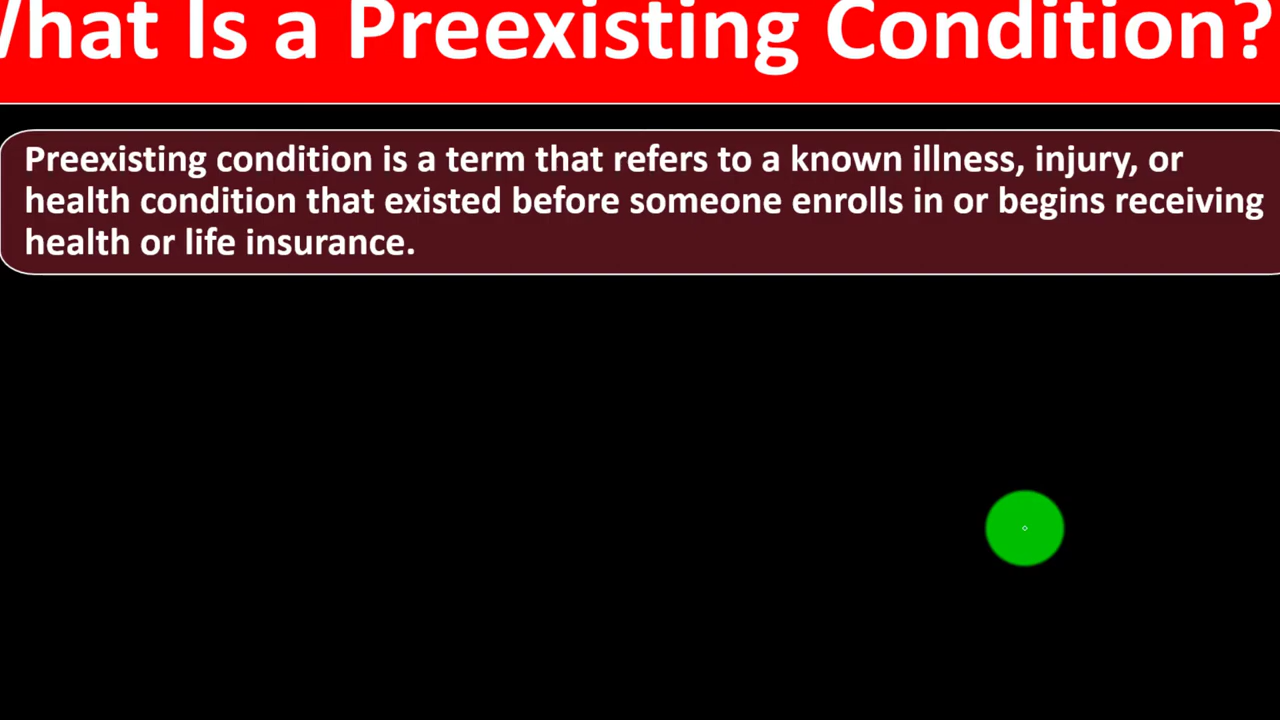 What Is a Preexisting Condition?
Preexisting condition is a term that refers to a known illness, injury, or
health condition that existed before someone enrolls in or begins receiving
health or life insurance.